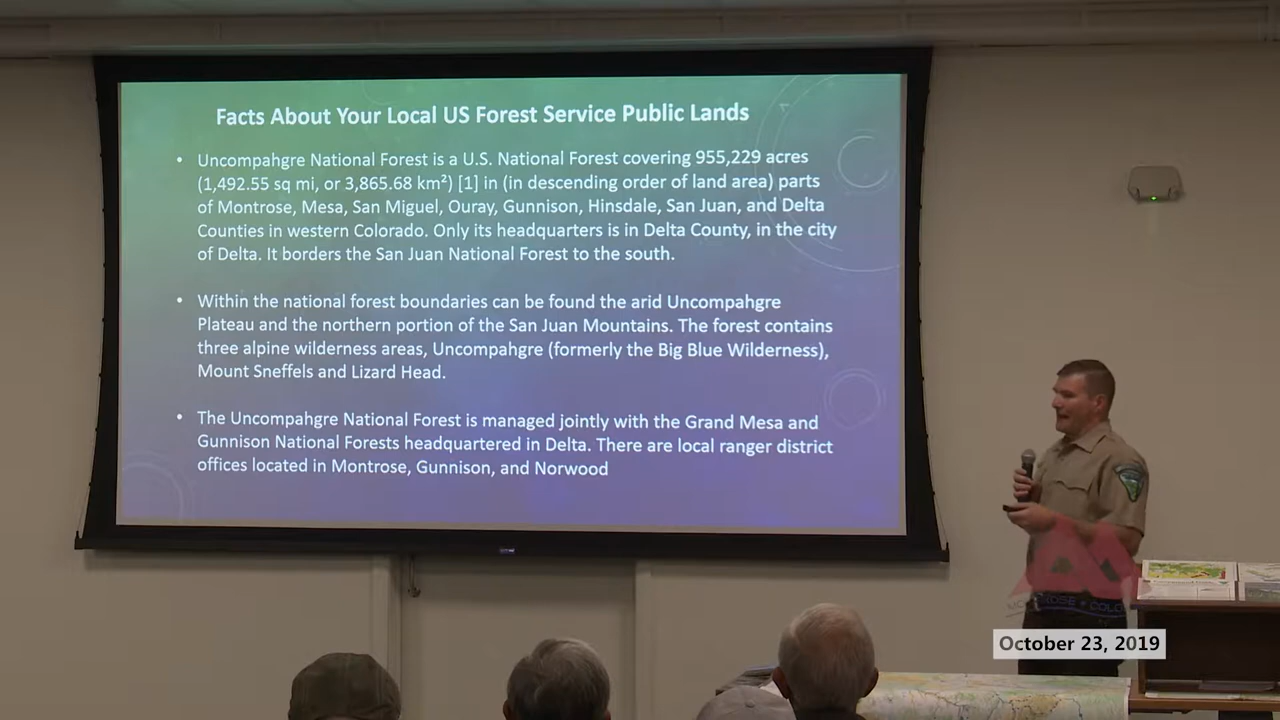 Facts About Your Local US Forest Service Public Lands
• Uncompahgre National Forest is a U.S. National Forest covering 955,229 acres
(1,492.55 sq mi, or 3,865.68 km²) [1] in (in descending order of land area) parts
of Montrose, Mesa, San Miguel, Ouray, Gunnison, Hinsdale, San Juan, and Delta
Counties in western Colorado. Only its headquarters is in Delta County, in the city
of Delta. It borders the San Juan National Forest to the south.
• Within the national forest boundaries can be found the arid Uncompahgre
Plateau and the northern portion of the San Juan Mountains. The forest contains
three alpine wilderness areas, Uncompahgre (formerly the Big Blue Wilderness),
Mount Sneffels and Lizard Head.
• The Uncompahgre National Forest is managed jointly with the Grand Mesa and
Gunnison National Forests headquartered in Delta. There are local ranger district
offices located in Montrose, Gunnison, and Norwood
October 23, 2019